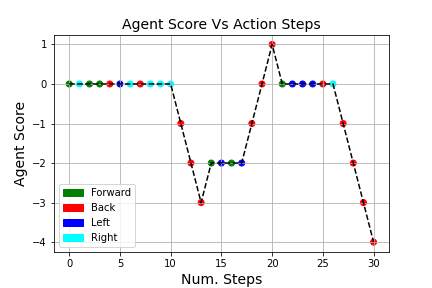 Agent Score Vs Action Steps
1
0
−1
−2
−3
−4
Agent Score
Forward
Back
Left
Right
0 5 10 15 20 25 30
Num. Steps